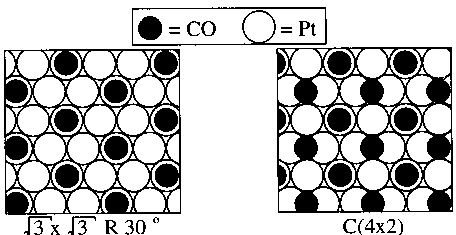 = CO = Pt
√3 x √3 R 30 °
C(4x2)